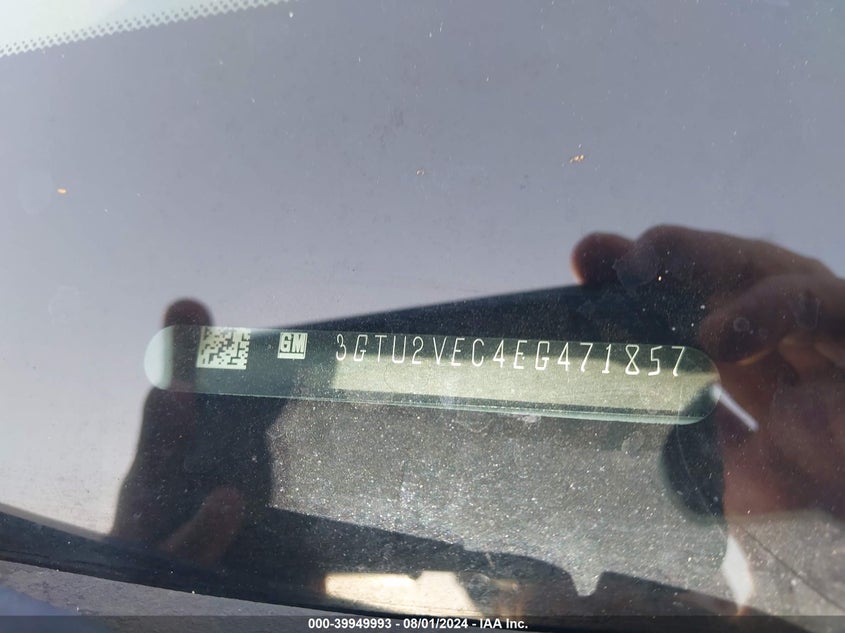 GM 3GTU2VEC4EG471857
000-39949993 - 08/01/2024 - IAA Inc.